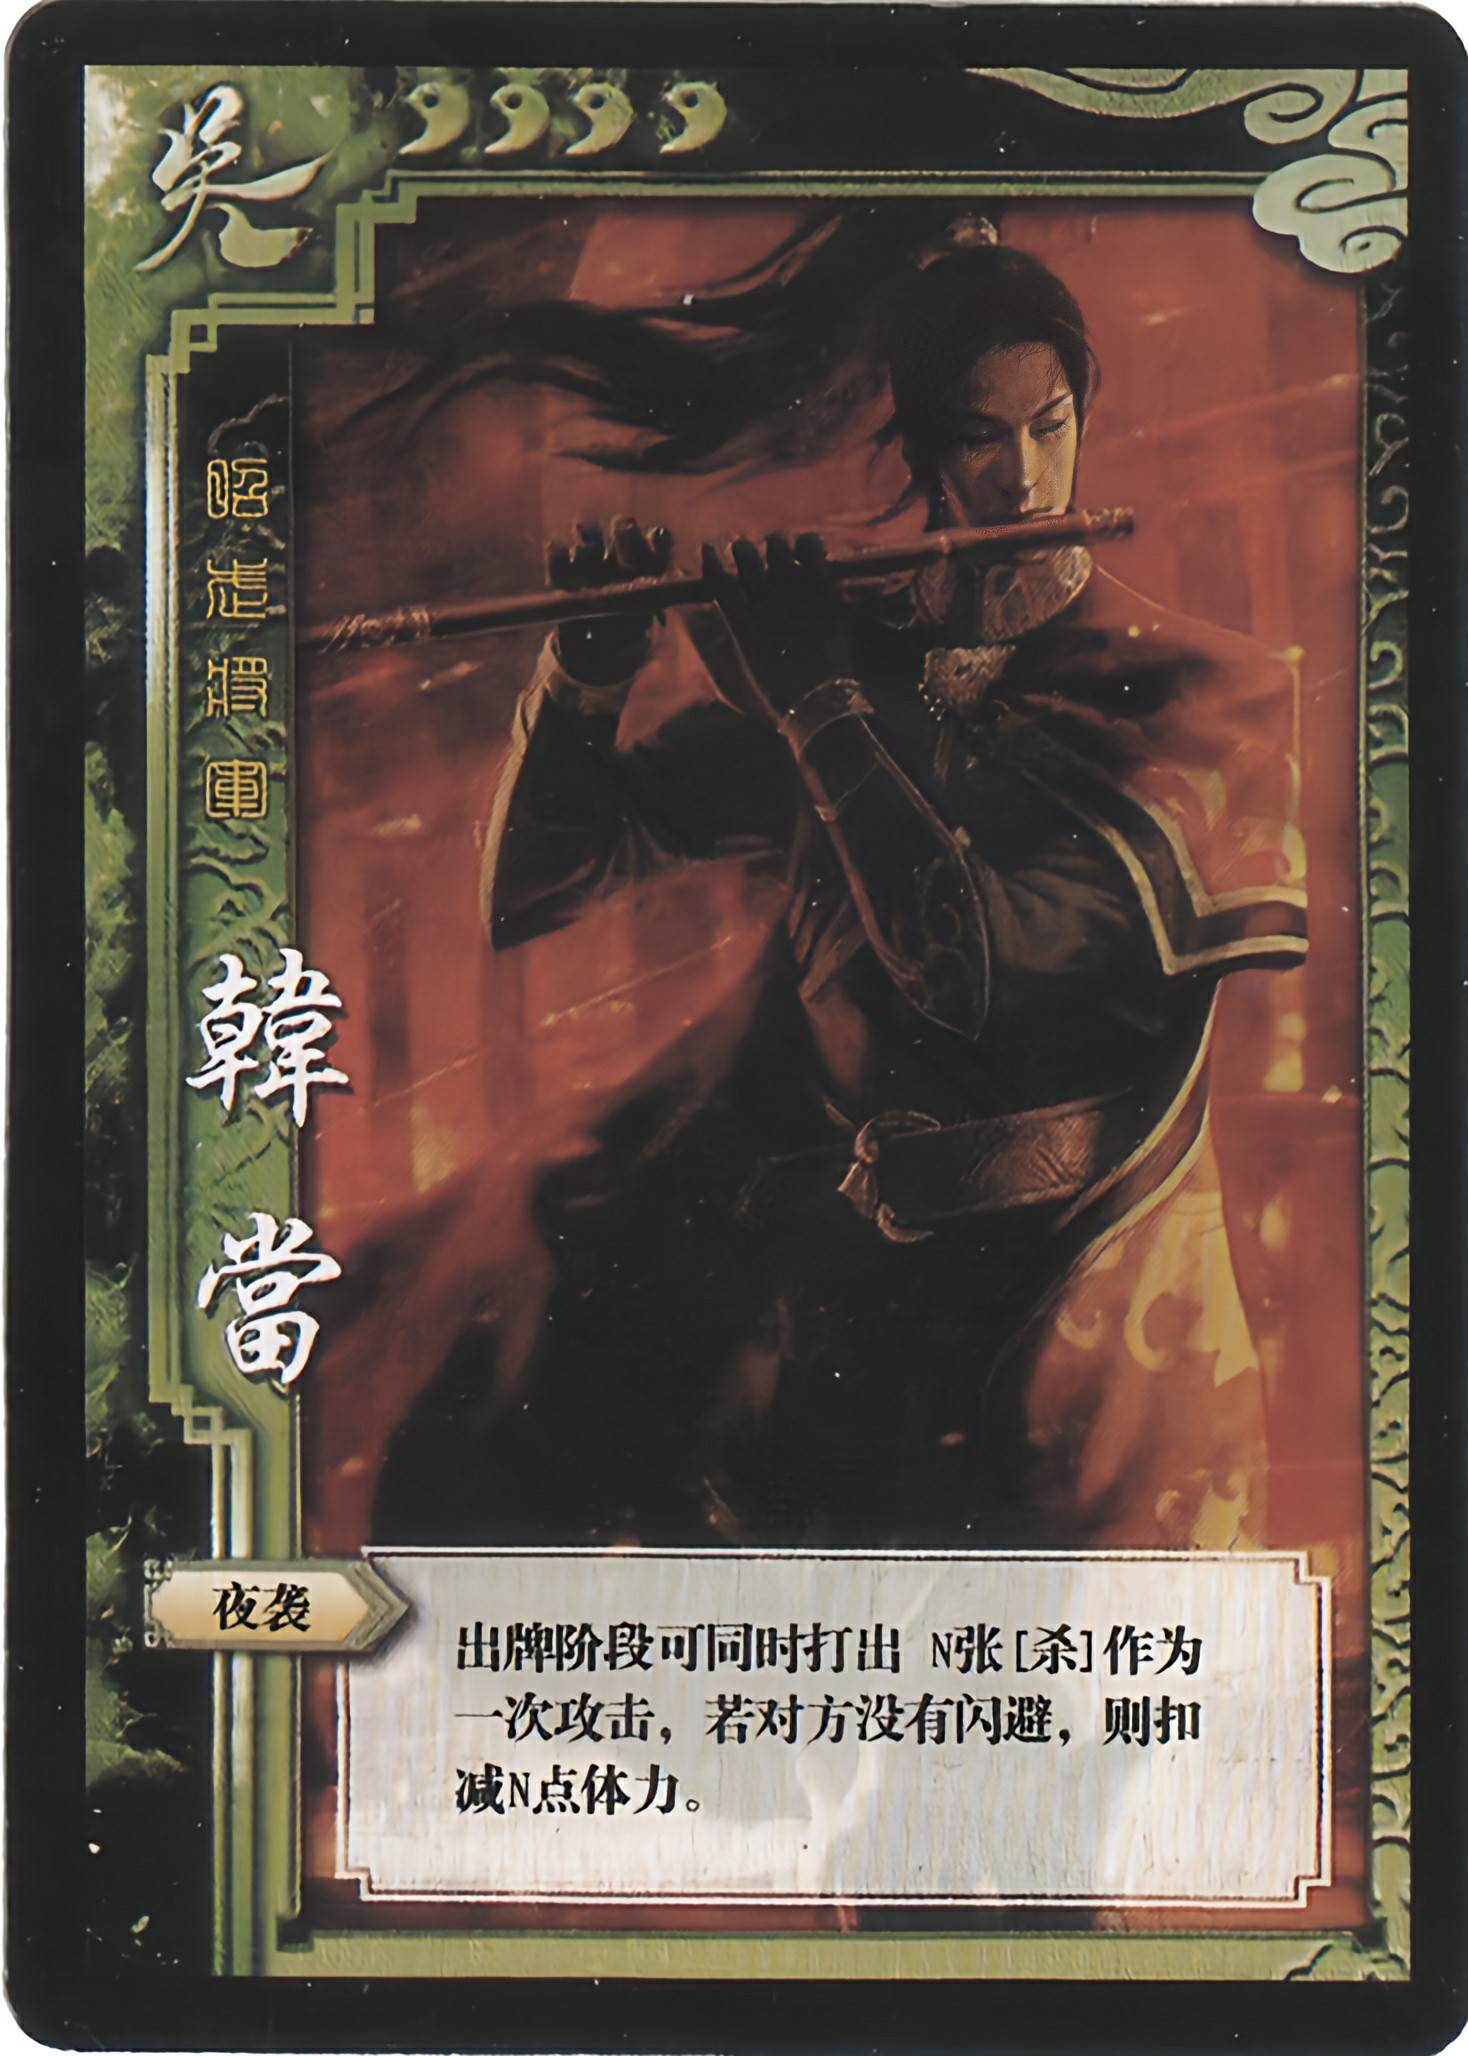 吳
昭武將軍
韓當
夜袭
出牌阶段可同时打出 N张[杀]作为
一次攻击，若对方没有闪避，则扣
减N点体力。